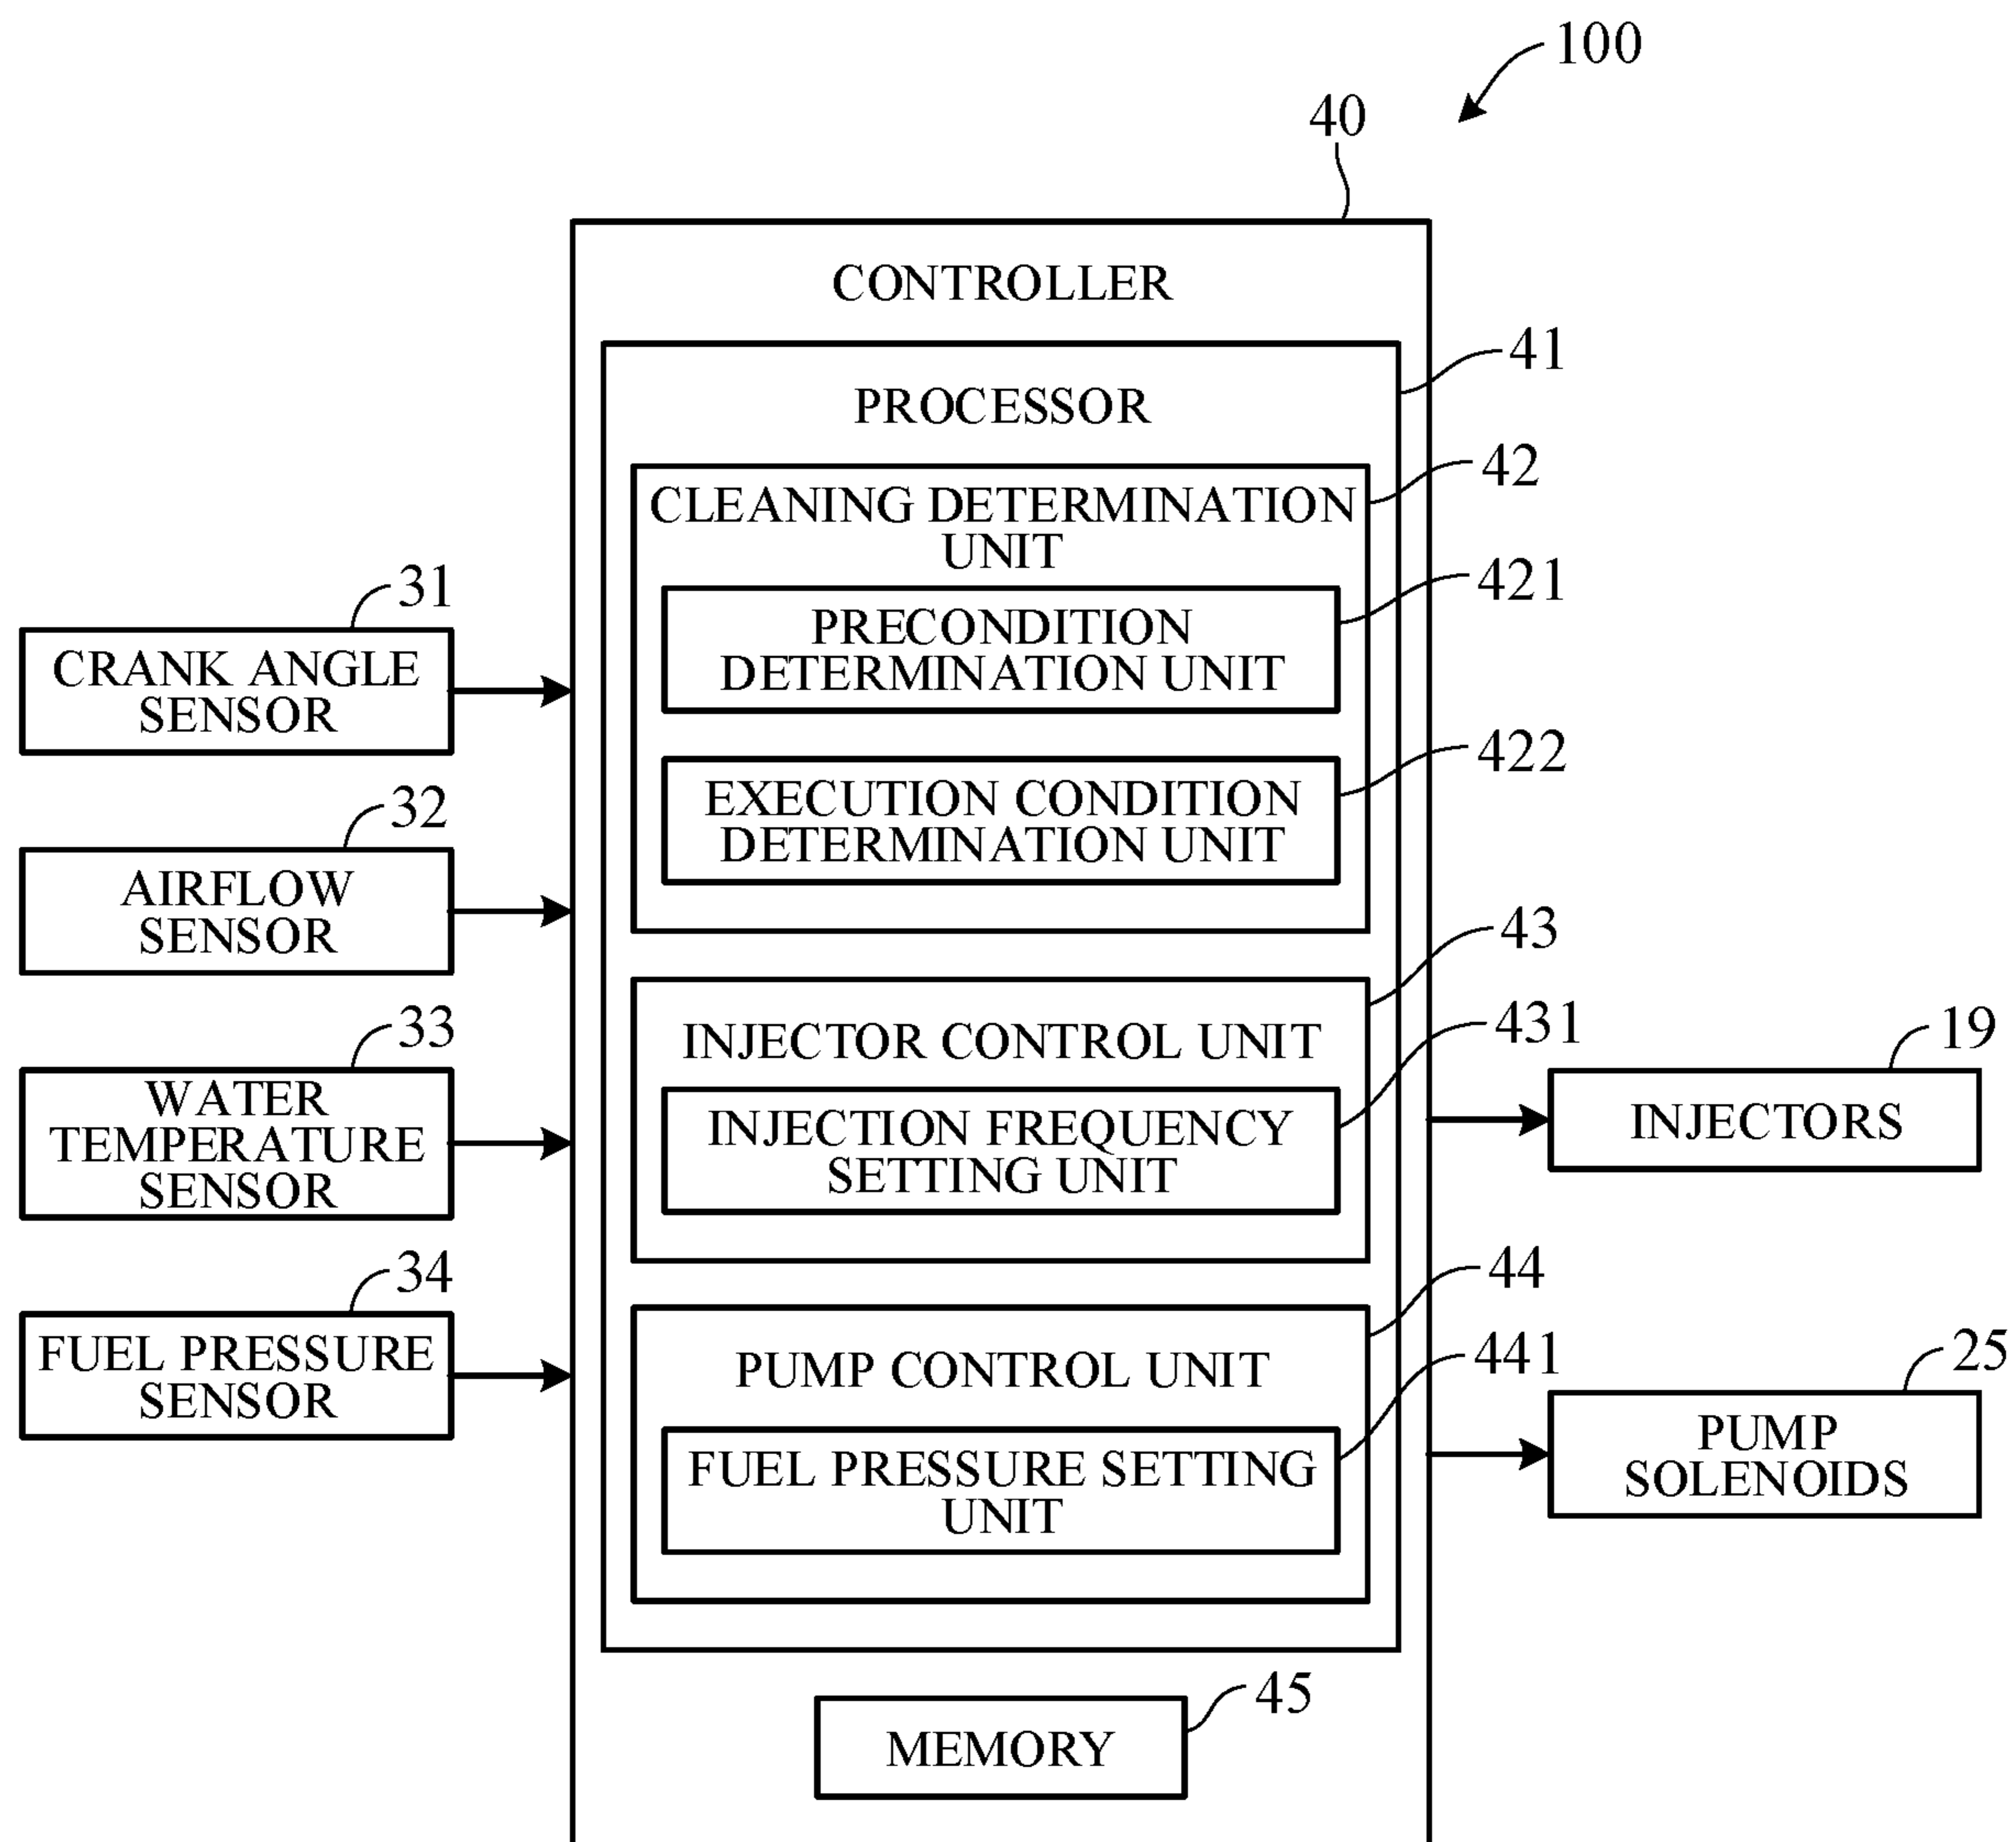 100
40
CONTROLLER
41
PROCESSOR
42
CLEANING DETERMINATION
UNIT
421
PRECONDITION
DETERMINATION UNIT
422
EXECUTION CONDITION
DETERMINATION UNIT
43
INJECTOR CONTROL UNIT
431
INJECTION FREQUENCY
SETTING UNIT
44
PUMP CONTROL UNIT
441
FUEL PRESSURE SETTING
UNIT
45
MEMORY
31
CRANK ANGLE
SENSOR
32
AIRFLOW
SENSOR
33
WATER
TEMPERATURE
SENSOR
34
FUEL PRESSURE
SENSOR
19
INJECTORS
25
PUMP
SOLENOIDS